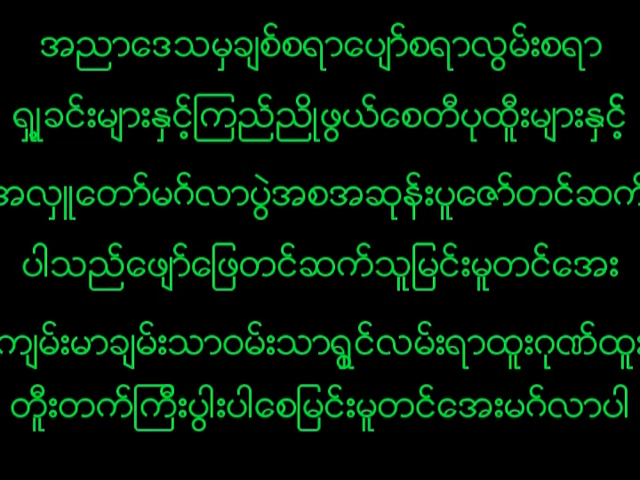 အညာဒေသမှချစ်စရာပျော်စရာလွမ်းစရာ
ရှု့ခင်းများနှင့်ကြည်ညိုဖွယ်စေတီပုထိုးများနှင့်
အလှူတော်မင်္ဂလာပွဲအစအဆုန်းပူဇော်တင်ဆက်
ပါသည်ဖျော်ဖြေတင်ဆက်သူမြင်းမူတင်အေး
ကျမ်းမာချမ်းသာဝမ်းသာရွှင်လမ်းရာထူးဂုဏ်ထူး
တိူးတက်ကြီးပွါးပါစေမြင်းမူတင်အေးမင်္ဂလာပါ